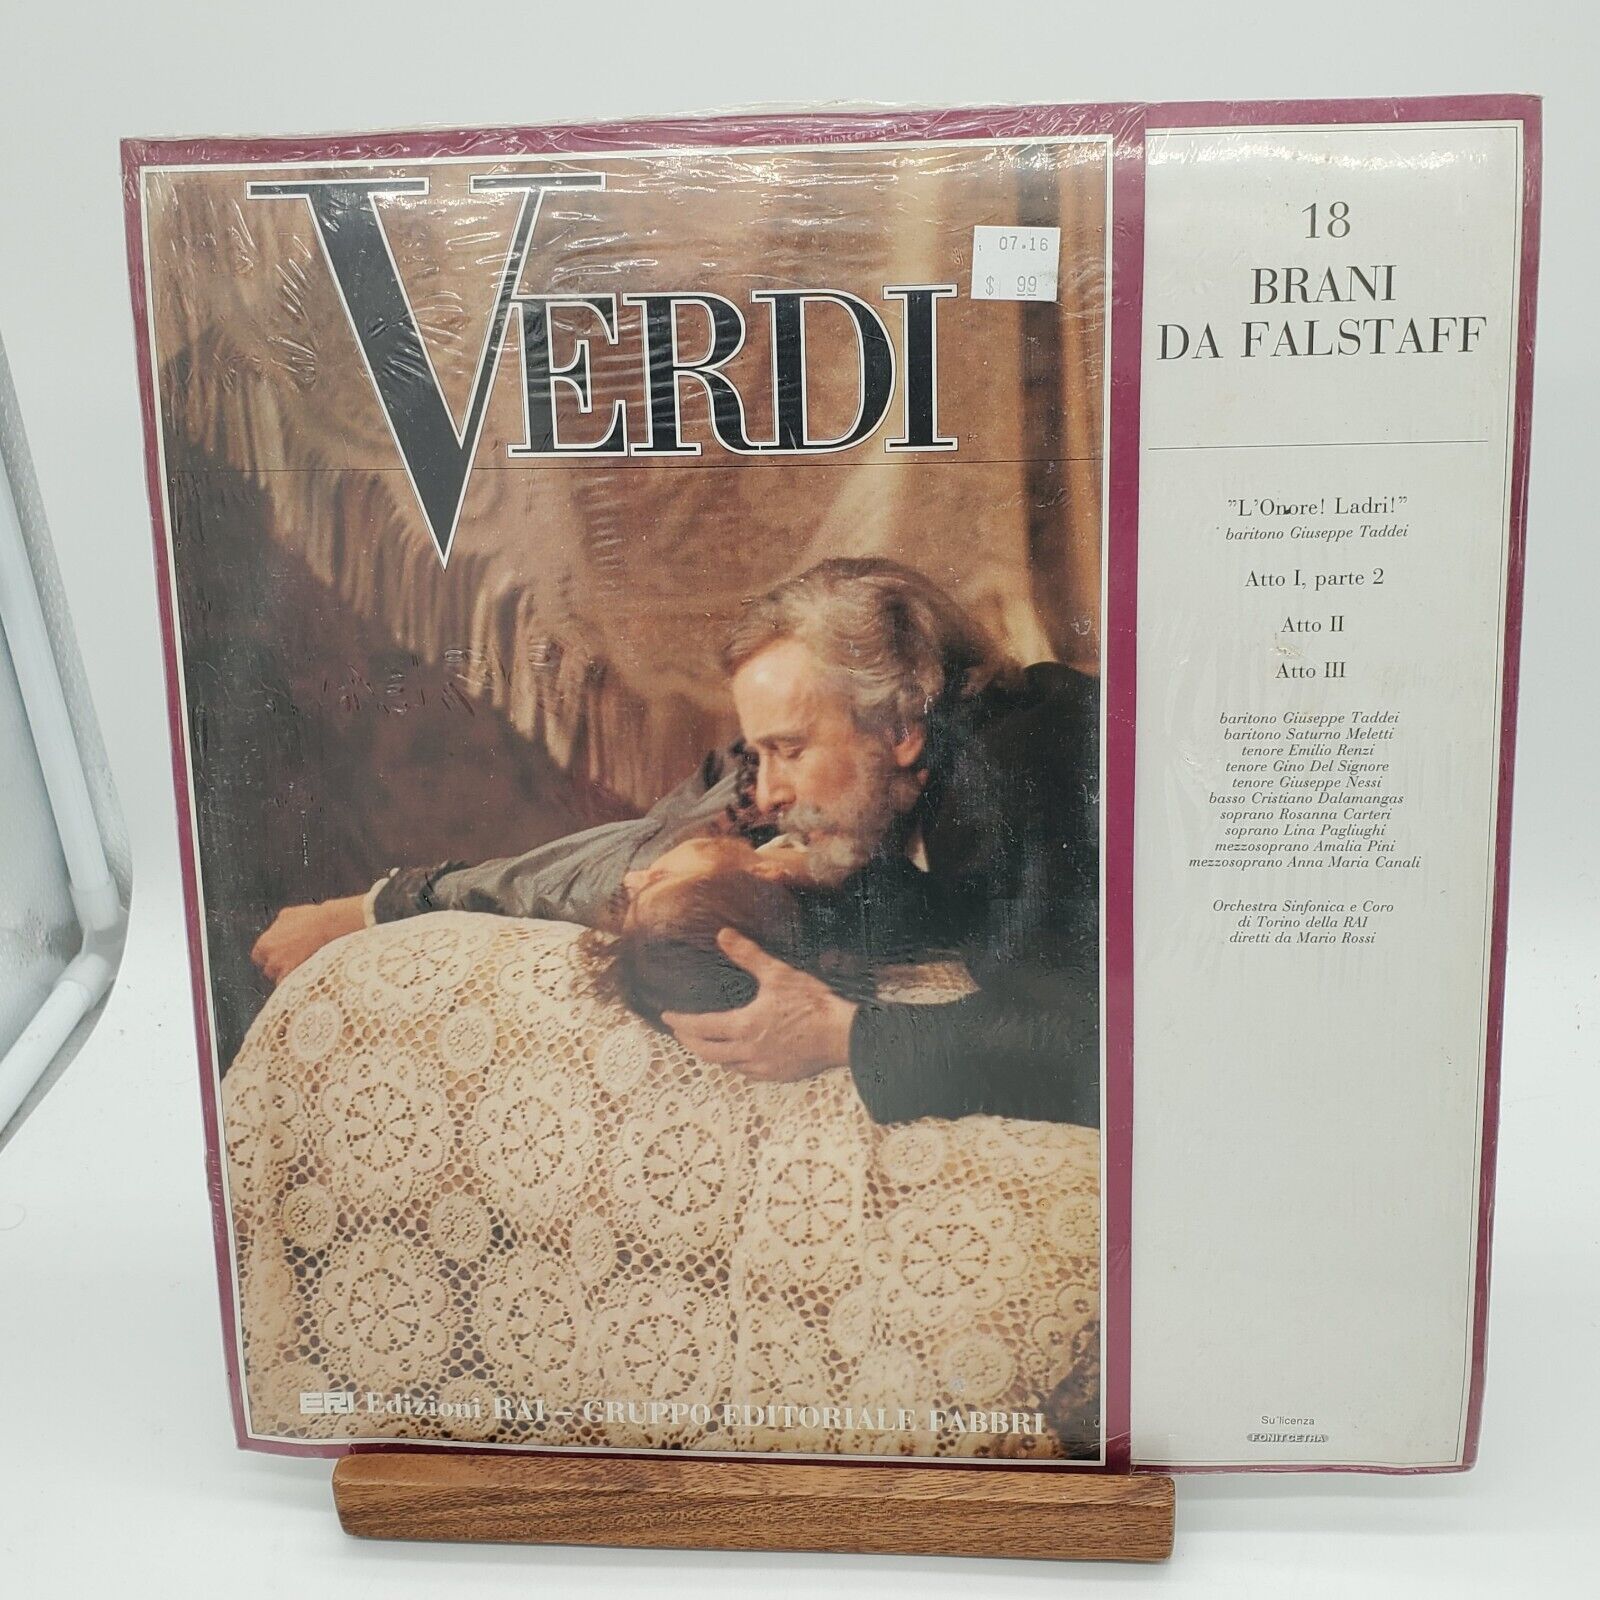 VERDI
07.16
$ .99
ERI Edizioni RAI – GRUPPO EDITORIALE FABBRI
18
BRANI
DA FALSTAFF
"L'Onore! Ladri!"
baritono Giuseppe Taddei
Atto I, parte 2
Atto II
Atto III
baritono Giuseppe Taddei
baritono Saturno Meletti
tenore Emilio Renzi
tenore Gino Del Signore
tenore Giuseppe Nessi
basso Cristiano Dalamangas
soprano Rosanna Carteri
soprano Lina Pagliughi
mezzosoprano Amalia Pini
mezzosoprano Anna Maria Canali
Orchestra Sinfonica e Coro
di Torino della RAI
diretti da Mario Rossi
Su licenza
FONIT CETRA